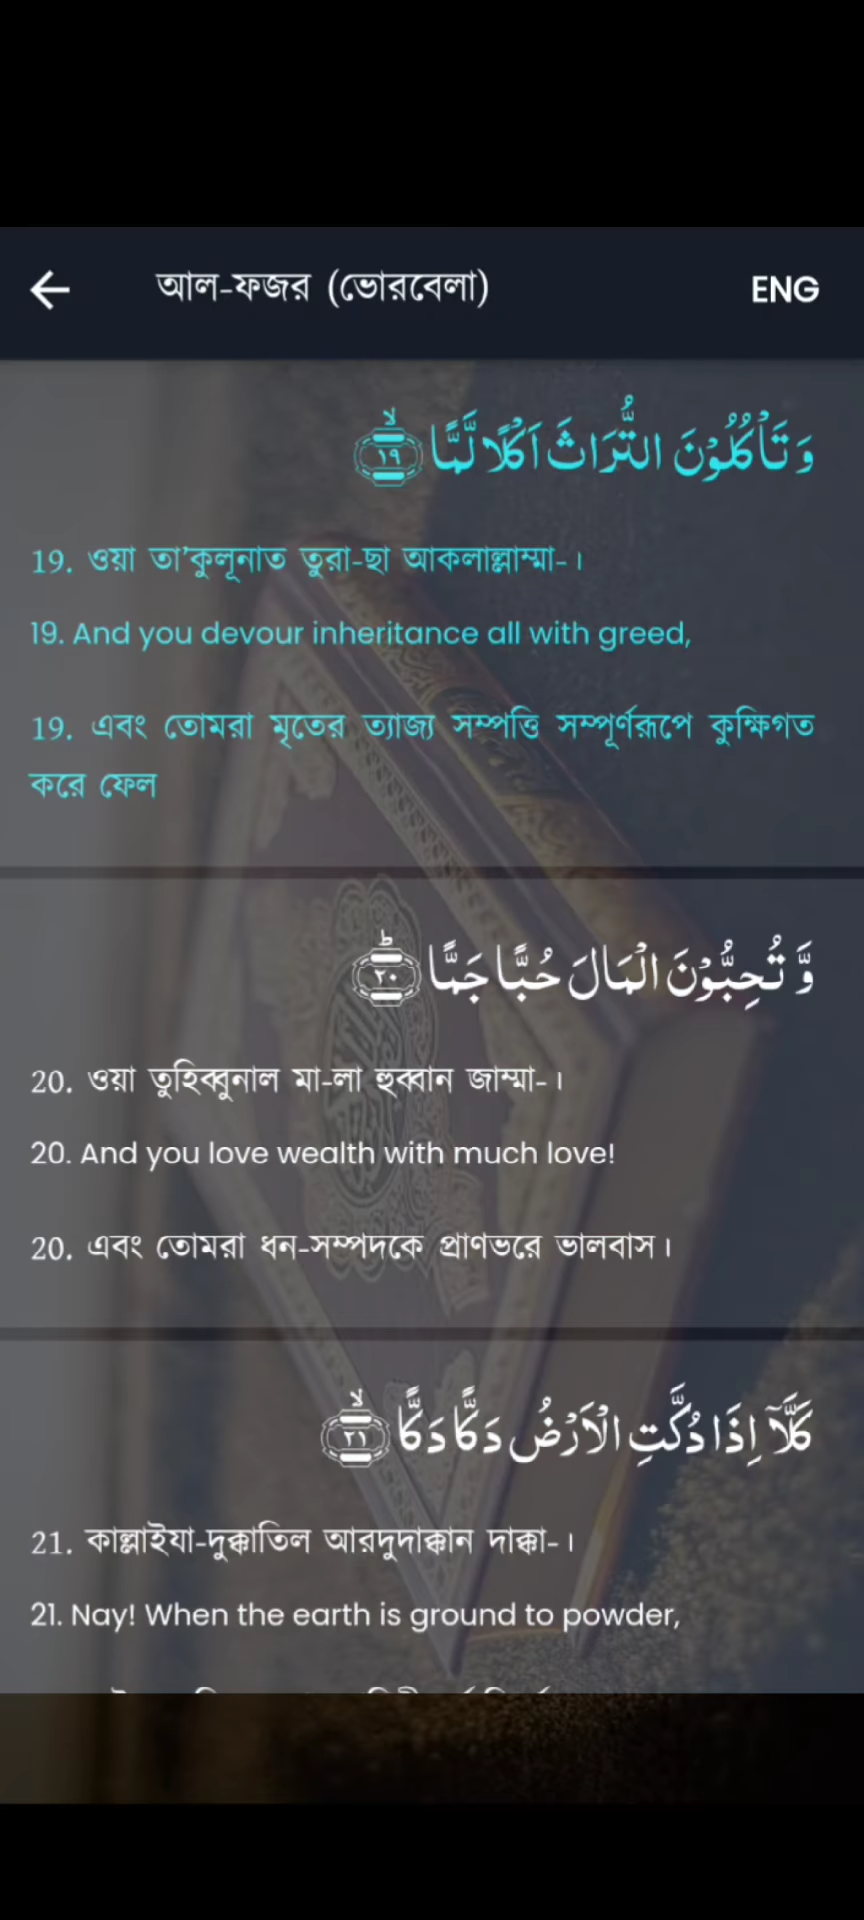 আল-ফজর (ভোরবেলা) ENG
وَتَاْكُلُوْنَ التُّرَاثَ اَكْلًا لَّمًّا ۙ﴿١٩﴾
19. ওয়া তা’কুলূনাত তুরা-ছা আকলাল্লাম্মা-।
19. And you devour inheritance all with greed,
19. এবং তোমরা মৃতের ত্যাজ্য সম্পত্তি সম্পূর্ণরূপে কুক্ষিগত
করে ফেল
وَّتُحِبُّوْنَ الْمَالَ حُبًّا جَمًّا ؕ﴿٢٠﴾
20. ওয়া তুহিব্বুনাল মা-লা হুব্বান জাম্মা-।
20. And you love wealth with much love!
20. এবং তোমরা ধন-সম্পদকে প্রাণভরে ভালবাস।
كَلَّآ اِذَا دُكَّتِ الْاَرْضُ دَكًّا دَكًّا ۙ﴿٢١﴾
21. কাল্লাইযা-দুক্কাতিল আরদুদাক্কান দাক্কা-।
21. Nay! When the earth is ground to powder,